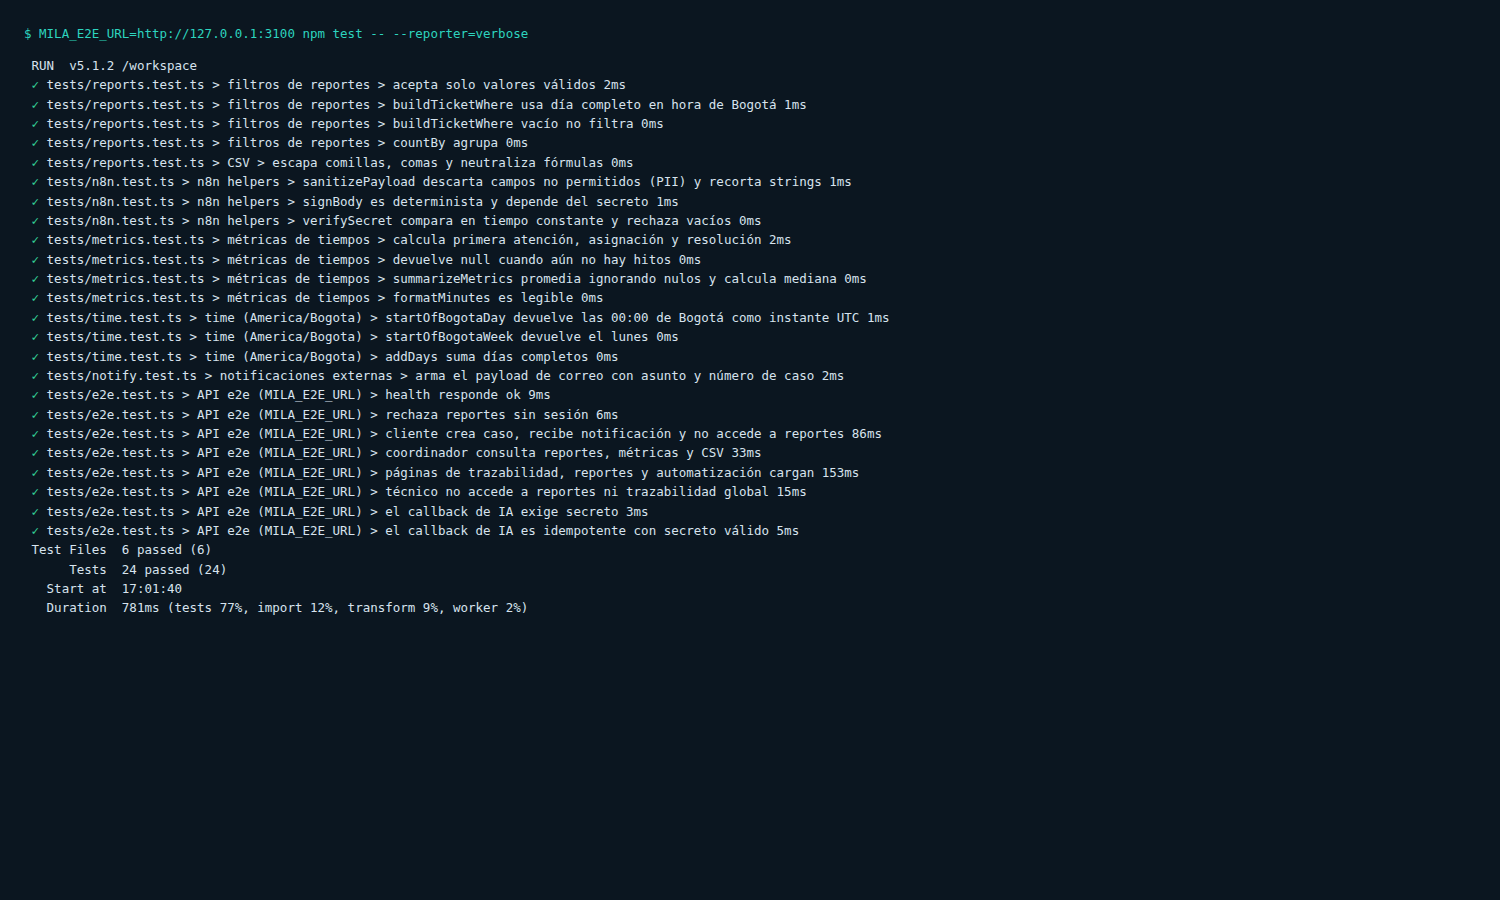 $ MILA_E2E_URL=http://127.0.0.1:3100 npm test -- --reporter=verbose
RUN  v5.1.2 /workspace
✓ tests/reports.test.ts > filtros de reportes > acepta solo valores válidos 2ms
✓ tests/reports.test.ts > filtros de reportes > buildTicketWhere usa día completo en hora de Bogotá 1ms
✓ tests/reports.test.ts > filtros de reportes > buildTicketWhere vacío no filtra 0ms
✓ tests/reports.test.ts > filtros de reportes > countBy agrupa 0ms
✓ tests/reports.test.ts > CSV > escapa comillas, comas y neutraliza fórmulas 0ms
✓ tests/n8n.test.ts > n8n helpers > sanitizePayload descarta campos no permitidos (PII) y recorta strings 1ms
✓ tests/n8n.test.ts > n8n helpers > signBody es determinista y depende del secreto 1ms
✓ tests/n8n.test.ts > n8n helpers > verifySecret compara en tiempo constante y rechaza vacíos 0ms
✓ tests/metrics.test.ts > métricas de tiempos > calcula primera atención, asignación y resolución 2ms
✓ tests/metrics.test.ts > métricas de tiempos > devuelve null cuando aún no hay hitos 0ms
✓ tests/metrics.test.ts > métricas de tiempos > summarizeMetrics promedia ignorando nulos y calcula mediana 0ms
✓ tests/metrics.test.ts > métricas de tiempos > formatMinutes es legible 0ms
✓ tests/time.test.ts > time (America/Bogota) > startOfBogotaDay devuelve las 00:00 de Bogotá como instante UTC 1ms
✓ tests/time.test.ts > time (America/Bogota) > startOfBogotaWeek devuelve el lunes 0ms
✓ tests/time.test.ts > time (America/Bogota) > addDays suma días completos 0ms
✓ tests/notify.test.ts > notificaciones externas > arma el payload de correo con asunto y número de caso 2ms
✓ tests/e2e.test.ts > API e2e (MILA_E2E_URL) > health responde ok 9ms
✓ tests/e2e.test.ts > API e2e (MILA_E2E_URL) > rechaza reportes sin sesión 6ms
✓ tests/e2e.test.ts > API e2e (MILA_E2E_URL) > cliente crea caso, recibe notificación y no accede a reportes 86ms
✓ tests/e2e.test.ts > API e2e (MILA_E2E_URL) > coordinador consulta reportes, métricas y CSV 33ms
✓ tests/e2e.test.ts > API e2e (MILA_E2E_URL) > páginas de trazabilidad, reportes y automatización cargan 153ms
✓ tests/e2e.test.ts > API e2e (MILA_E2E_URL) > técnico no accede a reportes ni trazabilidad global 15ms
✓ tests/e2e.test.ts > API e2e (MILA_E2E_URL) > el callback de IA exige secreto 3ms
✓ tests/e2e.test.ts > API e2e (MILA_E2E_URL) > el callback de IA es idempotente con secreto válido 5ms
Test Files  6 passed (6)
Tests  24 passed (24)
Start at  17:01:40
Duration  781ms (tests 77%, import 12%, transform 9%, worker 2%)